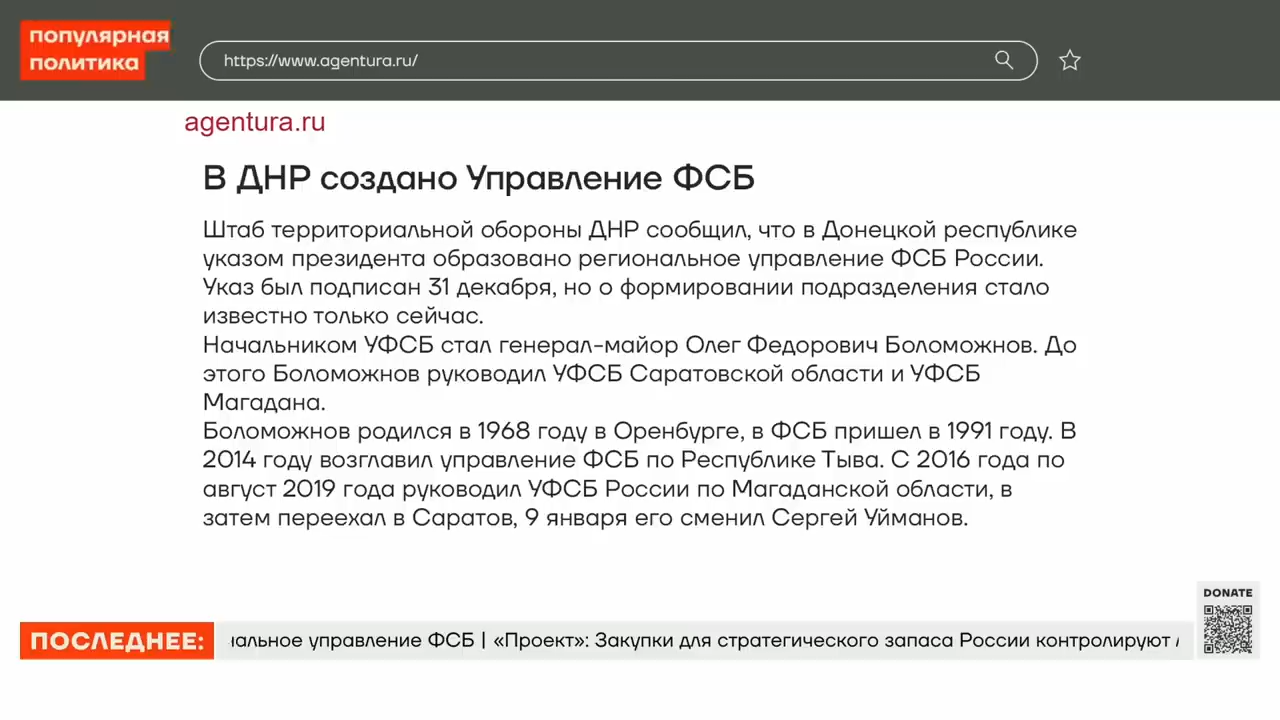 популярная
политика
https://www.agentura.ru/
agentura.ru
В ДНР создано Управление ФСБ
Штаб территориальной обороны ДНР сообщил, что в Донецкой республике
указом президента образовано региональное управление ФСБ России.
Указ был подписан 31 декабря, но о формировании подразделения стало
известно только сейчас.
Начальником УФСБ стал генерал-майор Олег Федорович Боломожнов. До
этого Боломожнов руководил УФСБ Саратовской области и УФСБ
Магадана.
Боломожнов родился в 1968 году в Оренбурге, в ФСБ пришел в 1991 году. В
2014 году возглавил управление ФСБ по Республике Тыва. С 2016 года по
август 2019 года руководил УФСБ России по Магаданской области, в
затем переехал в Саратов, 9 января его сменил Сергей Уйманов.
DONATE
ПОСЛЕДНЕЕ: управление ФСБ | «Проект»: Закупки для стратегического запаса России контролируют